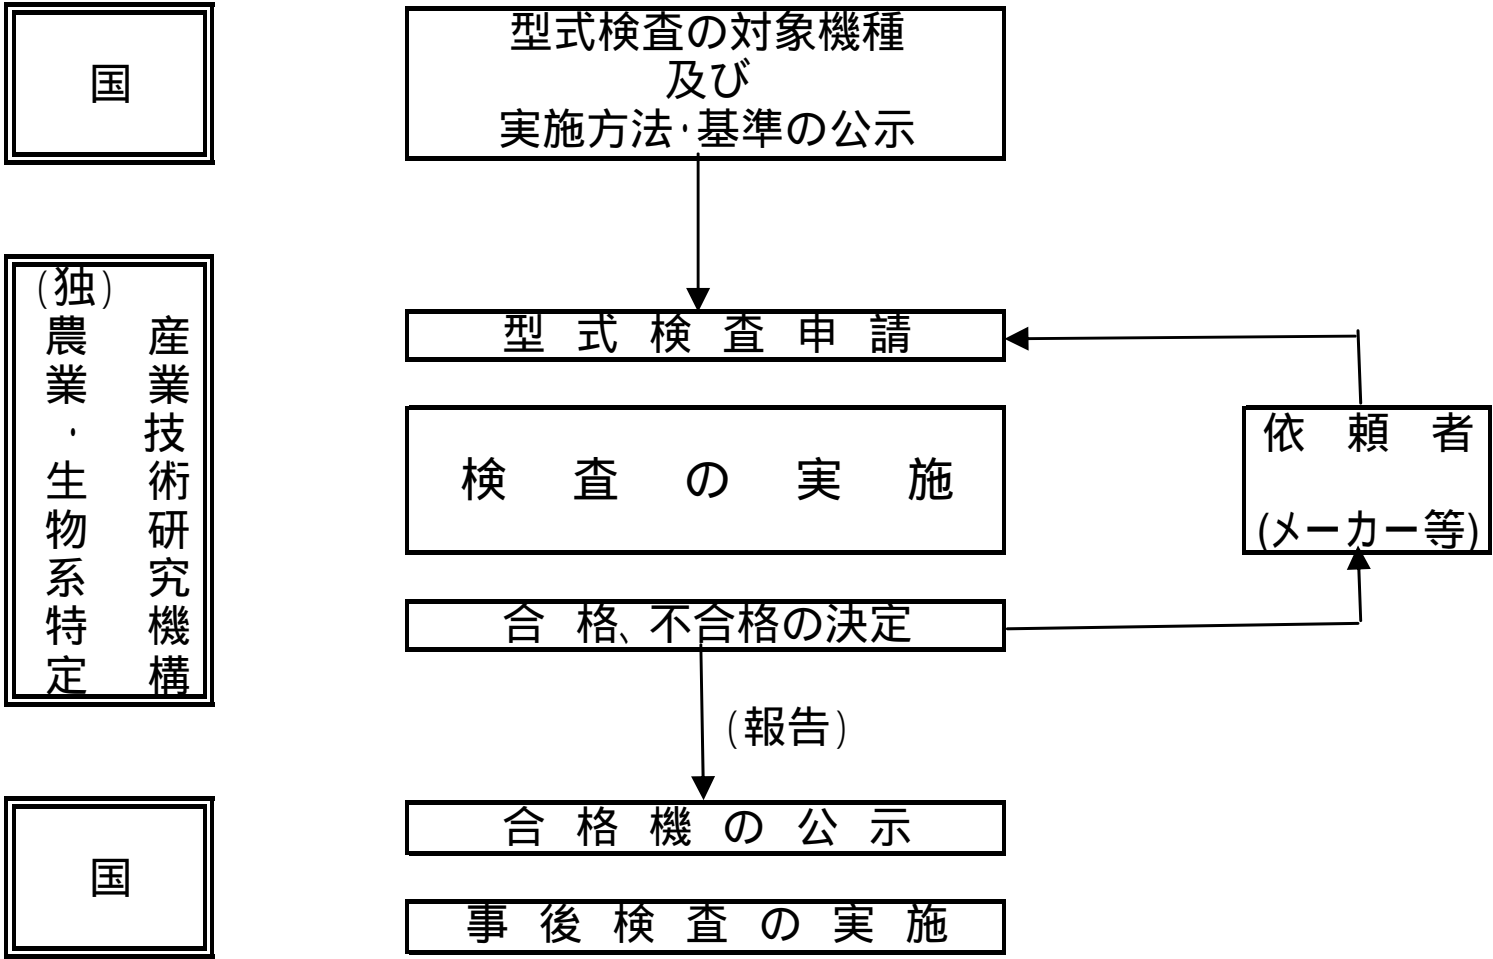 国
型式検査の対象機種
及び
実施方法・基準の公示
(独)
農業・生物系特定
産業技術研究機構
型式検査申請
検査の実施
依頼者
(メーカー等)
合格、不合格の決定
(報告)
国
合格機の公示
事後検査の実施